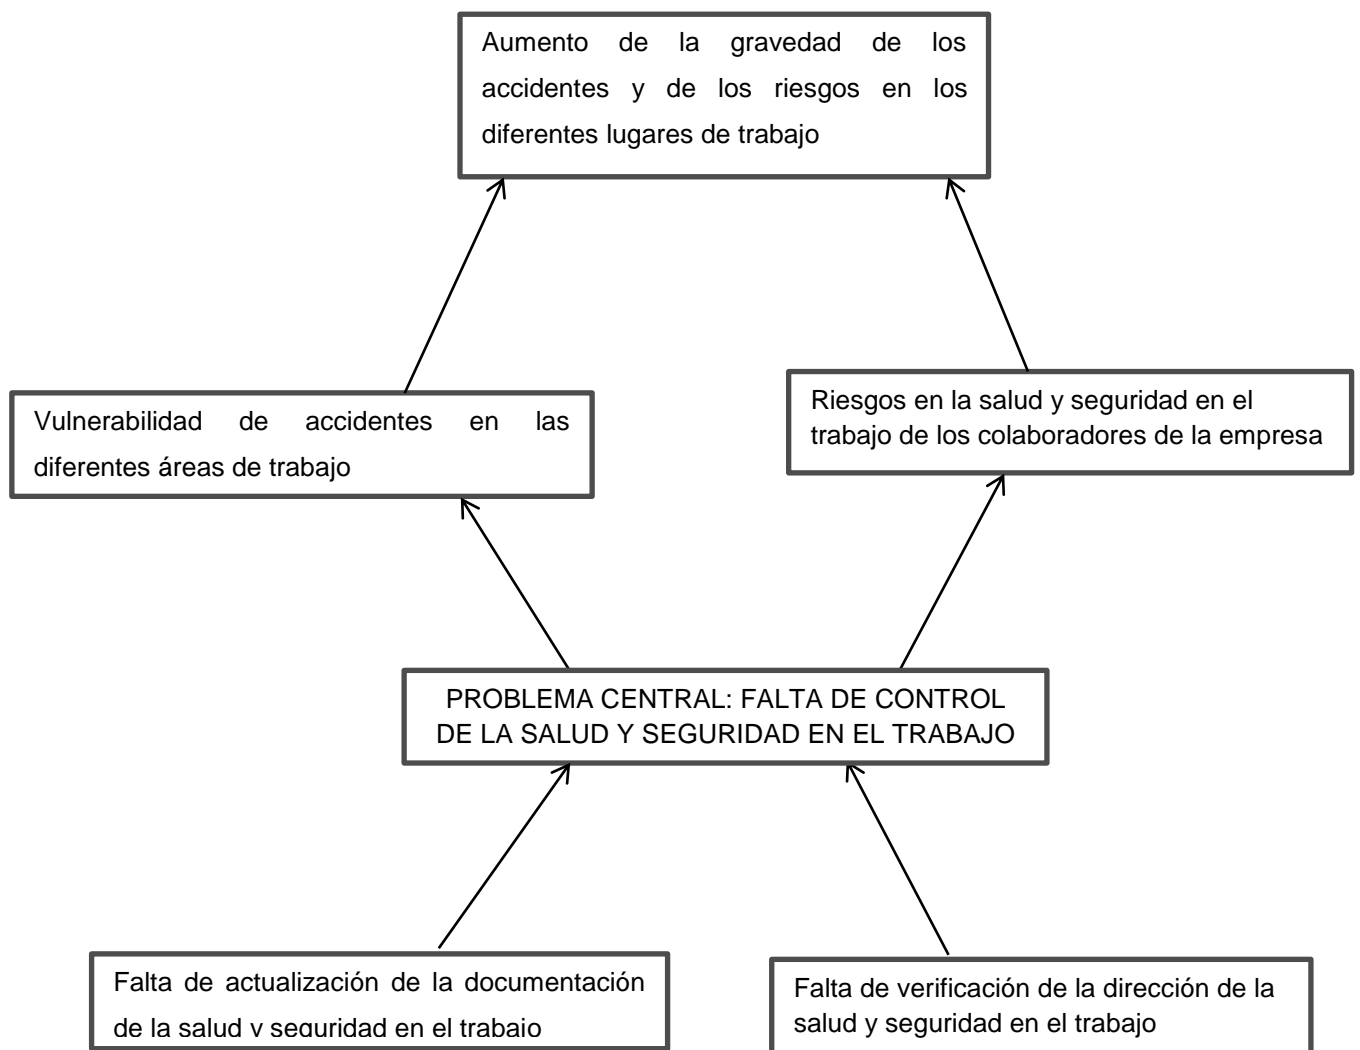 Aumento de la gravedad de los
accidentes y de los riesgos en los
diferentes lugares de trabajo
Vulnerabilidad de accidentes en las
diferentes áreas de trabajo
Riesgos en la salud y seguridad en el
trabajo de los colaboradores de la empresa
PROBLEMA CENTRAL: FALTA DE CONTROL
DE LA SALUD Y SEGURIDAD EN EL TRABAJO
Falta de actualización de la documentación
de la salud y seguridad en el trabajo
Falta de verificación de la dirección de la
salud y seguridad en el trabajo